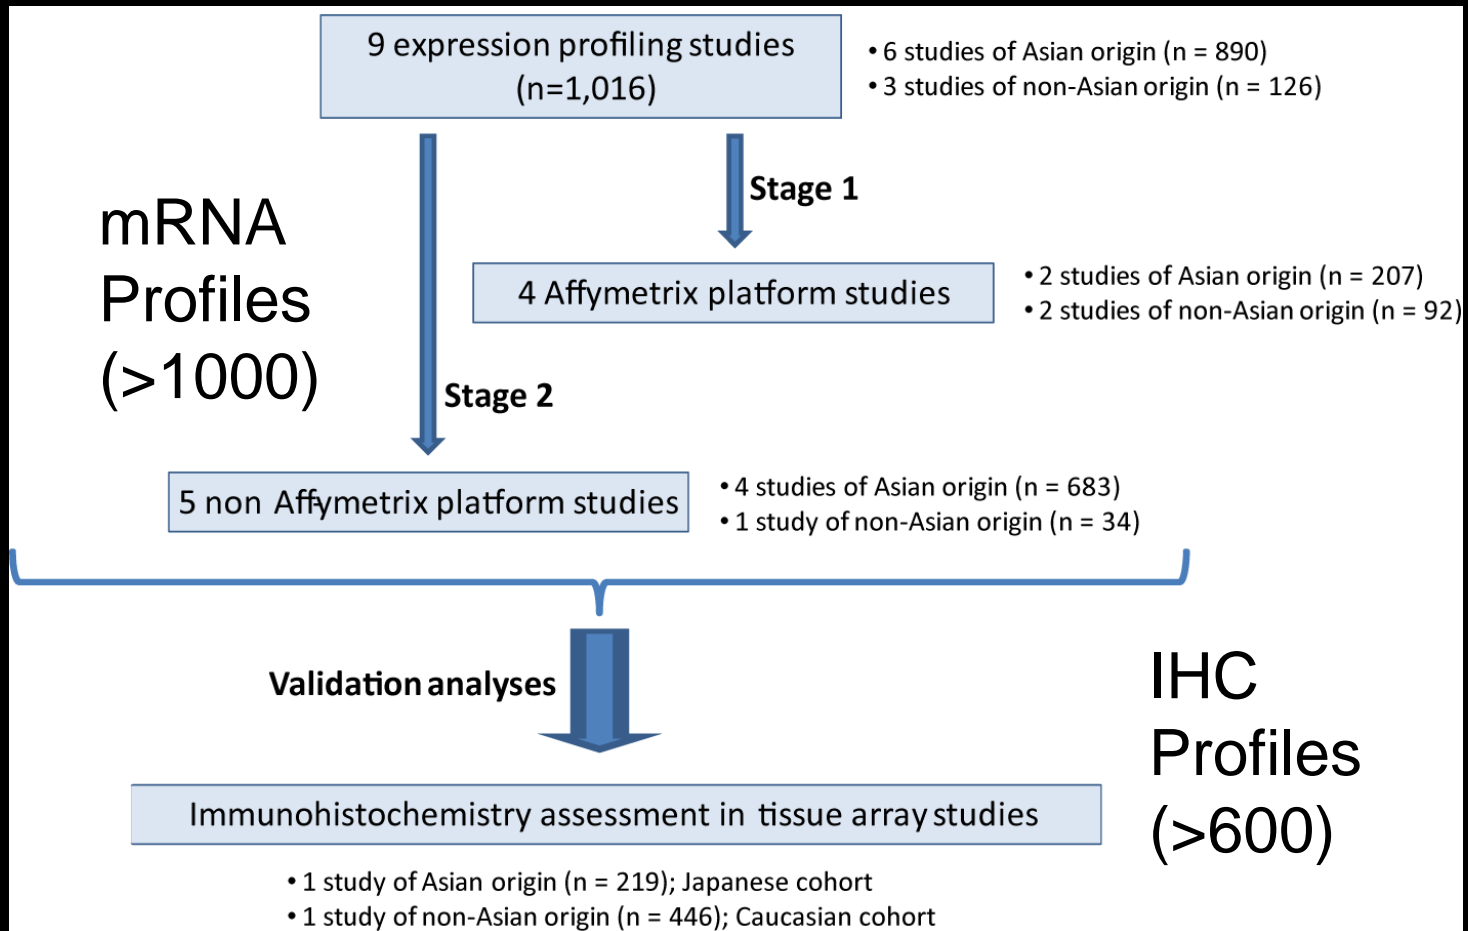 9 expression profiling studies
(n=1,016)
• 6 studies of Asian origin (n = 890)
• 3 studies of non-Asian origin (n = 126)
Stage 1
mRNA
Profiles
(>1000)
4 Affymetrix platform studies
• 2 studies of Asian origin (n = 207)
• 2 studies of non-Asian origin (n = 92)
Stage 2
5 non Affymetrix platform studies
• 4 studies of Asian origin (n = 683)
• 1 study of non-Asian origin (n = 34)
Validation analyses
IHC
Profiles
(>600)
Immunohistochemistry assessment in tissue array studies
• 1 study of Asian origin (n = 219); Japanese cohort
• 1 study of non-Asian origin (n = 446); Caucasian cohort